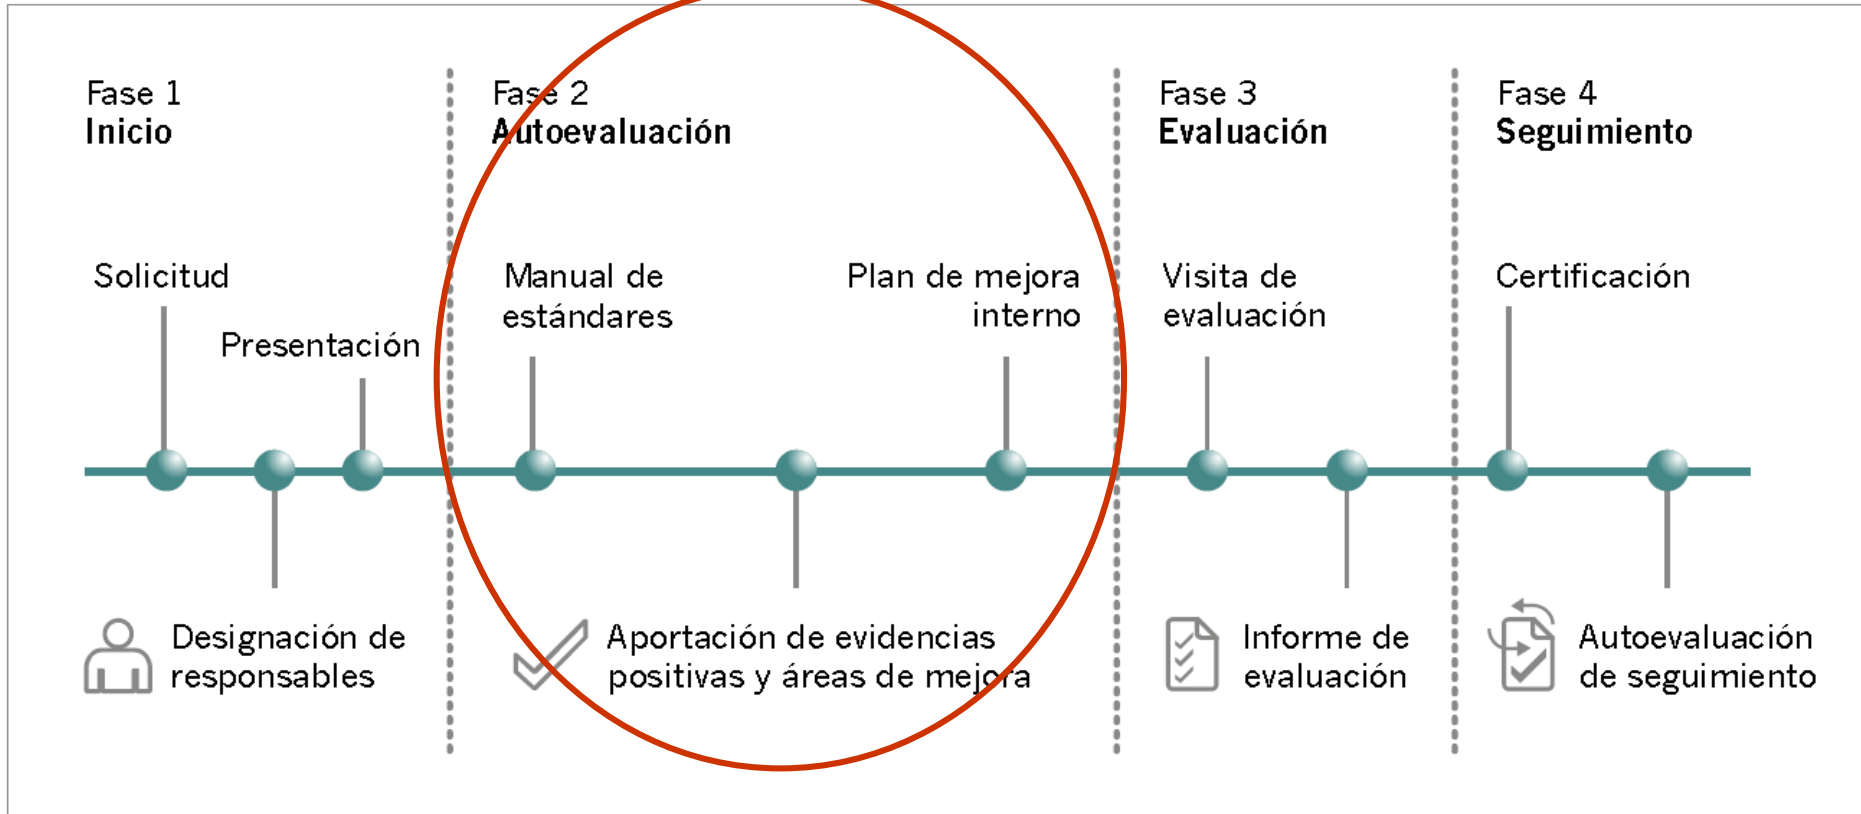 Fase 1
Inicio
Solicitud
Presentación
Designación de
responsables
Fase 2
Autoevaluación
Manual de
estándares
Plan de mejora
interno
Aportación de evidencias
positivas y áreas de mejora
Fase 3
Evaluación
Visita de
evaluación
Informe de
evaluación
Fase 4
Seguimiento
Certificación
Autoevaluación
de seguimiento